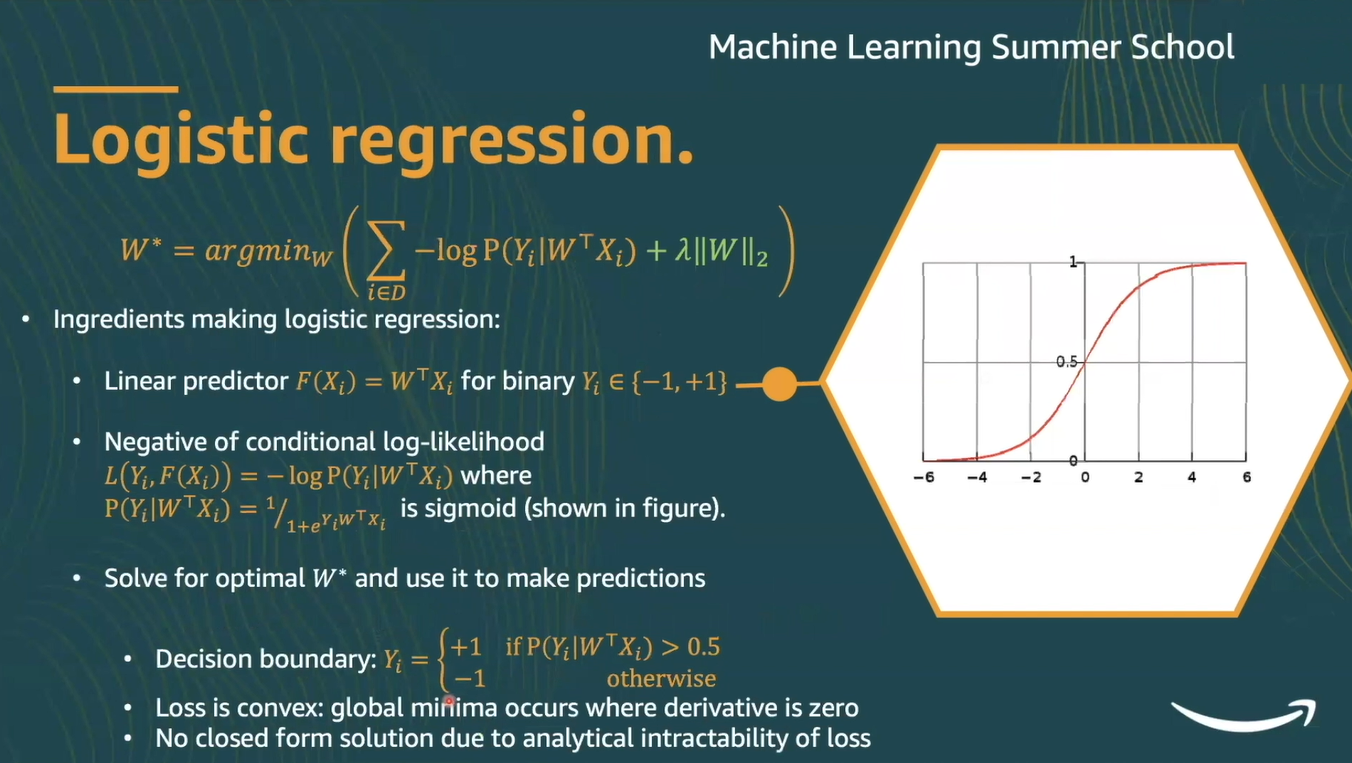 Machine Learning Summer School
Logistic regression.
W* = argmin_W ( ∑_{i∈D} −log P(Y_i|W^⊤X_i) + λ‖W‖_2 )
• Ingredients making logistic regression:
• Linear predictor F(X_i) = W^⊤X_i for binary Y_i ∈ {−1, +1}
• Negative of conditional log-likelihood
L(Y_i, F(X_i)) = −log P(Y_i|W^⊤X_i) where
P(Y_i|W^⊤X_i) = 1/1+e^{Y_iW^⊤X_i} is sigmoid (shown in figure).
• Solve for optimal W* and use it to make predictions
• Decision boundary: Y_i = { +1 if P(Y_i|W^⊤X_i) > 0.5
−1 otherwise
• Loss is convex: global minima occurs where derivative is zero
• No closed form solution due to analytical intractability of loss
1
0.5
0
−6 −4 −2 0 2 4 6